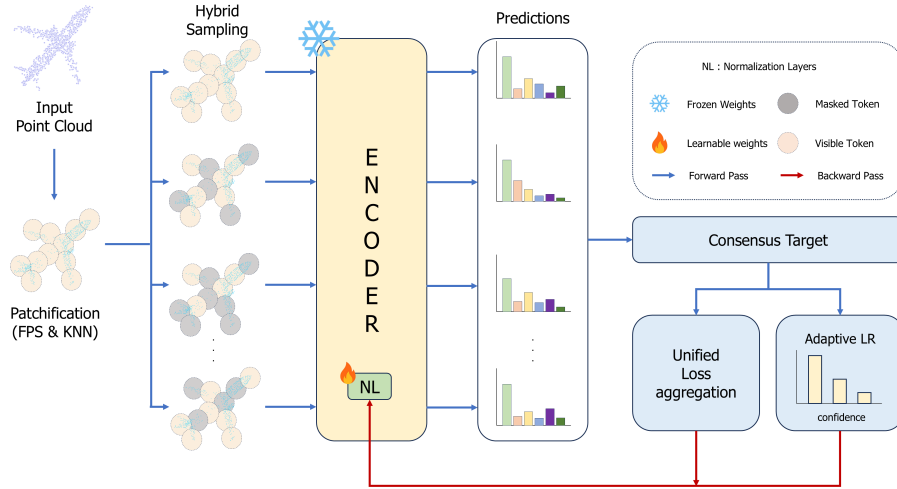 Hybrid
Sampling
Predictions
Input
Point Cloud
Patchification
(FPS & KNN)
E
N
C
O
D
E
R
NL
NL : Normalization Layers
Frozen Weights
Masked Token
Learnable weights
Visible Token
Forward Pass
Backward Pass
Consensus Target
Unified
Loss
aggregation
Adaptive LR
confidence